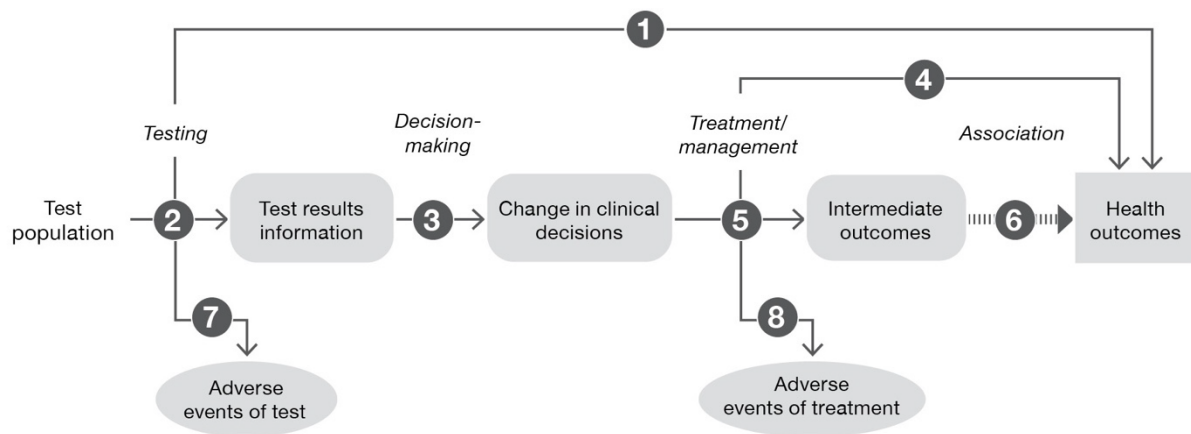 1
4
Testing
Decision-
making
Treatment/
management
Association
Test
population
2
Test results
information
3
Change in clinical
decisions
5
Intermediate
outcomes
6
Health
outcomes
7
8
Adverse
events of test
Adverse
events of treatment